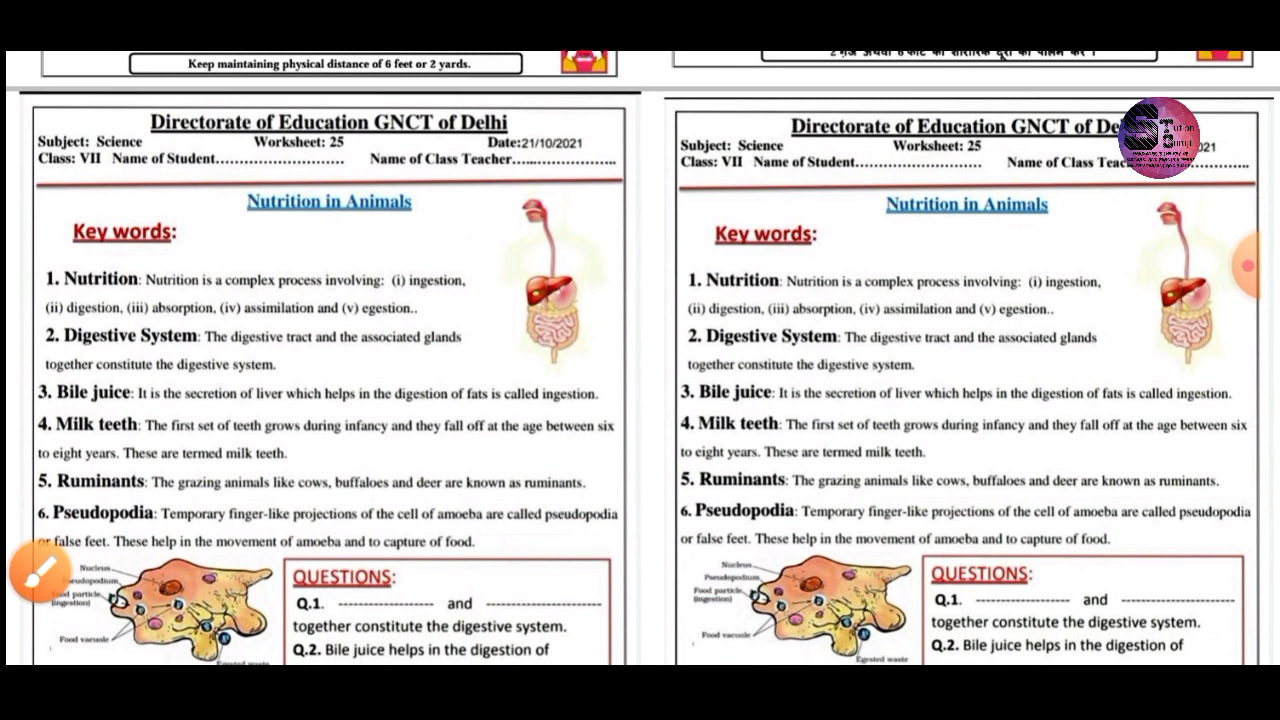 Keep maintaining physical distance of 6 feet or 2 yards.
Directorate of Education GNCT of Delhi
Subject: Science Worksheet: 25 Date:21/10/2021
Class: VII Name of Student........................... Name of Class Teacher......................
Nutrition in Animals
Key words:
1. Nutrition: Nutrition is a complex process involving: (i) ingestion,
(ii) digestion, (iii) absorption, (iv) assimilation and (v) egestion..
2. Digestive System: The digestive tract and the associated glands
together constitute the digestive system.
3. Bile juice: It is the secretion of liver which helps in the digestion of fats is called ingestion.
4. Milk teeth: The first set of teeth grows during infancy and they fall off at the age between six
to eight years. These are termed milk teeth.
5. Ruminants: The grazing animals like cows, buffaloes and deer are known as ruminants.
6. Pseudopodia: Temporary finger-like projections of the cell of amoeba are called pseudopodia
or false feet. These help in the movement of amoeba and to capture of food.
Nucleus
Pseudopodium
Food particle
(ingestion)
Food vacuole
Egested waste
QUESTIONS:
Q.1. ------------------- and -----------------------
together constitute the digestive system.
Q.2. Bile juice helps in the digestion of
Directorate of Education GNCT of De
Subject: Science Worksheet: 25 021
Class: VII Name of Student........................... Name of Class Teac
Nutrition in Animals
Key words:
1. Nutrition: Nutrition is a complex process involving: (i) ingestion,
(ii) digestion, (iii) absorption, (iv) assimilation and (v) egestion..
2. Digestive System: The digestive tract and the associated glands
together constitute the digestive system.
3. Bile juice: It is the secretion of liver which helps in the digestion of fats is called ingestion.
4. Milk teeth: The first set of teeth grows during infancy and they fall off at the age between six
to eight years. These are termed milk teeth.
5. Ruminants: The grazing animals like cows, buffaloes and deer are known as ruminants.
6. Pseudopodia: Temporary finger-like projections of the cell of amoeba are called pseudopodia
or false feet. These help in the movement of amoeba and to capture of food.
Nucleus
Pseudopodium
Food particle
(ingestion)
Food vacuole
Egested waste
QUESTIONS:
Q.1. ------------------- and -----------------------
together constitute the digestive system.
Q.2. Bile juice helps in the digestion of